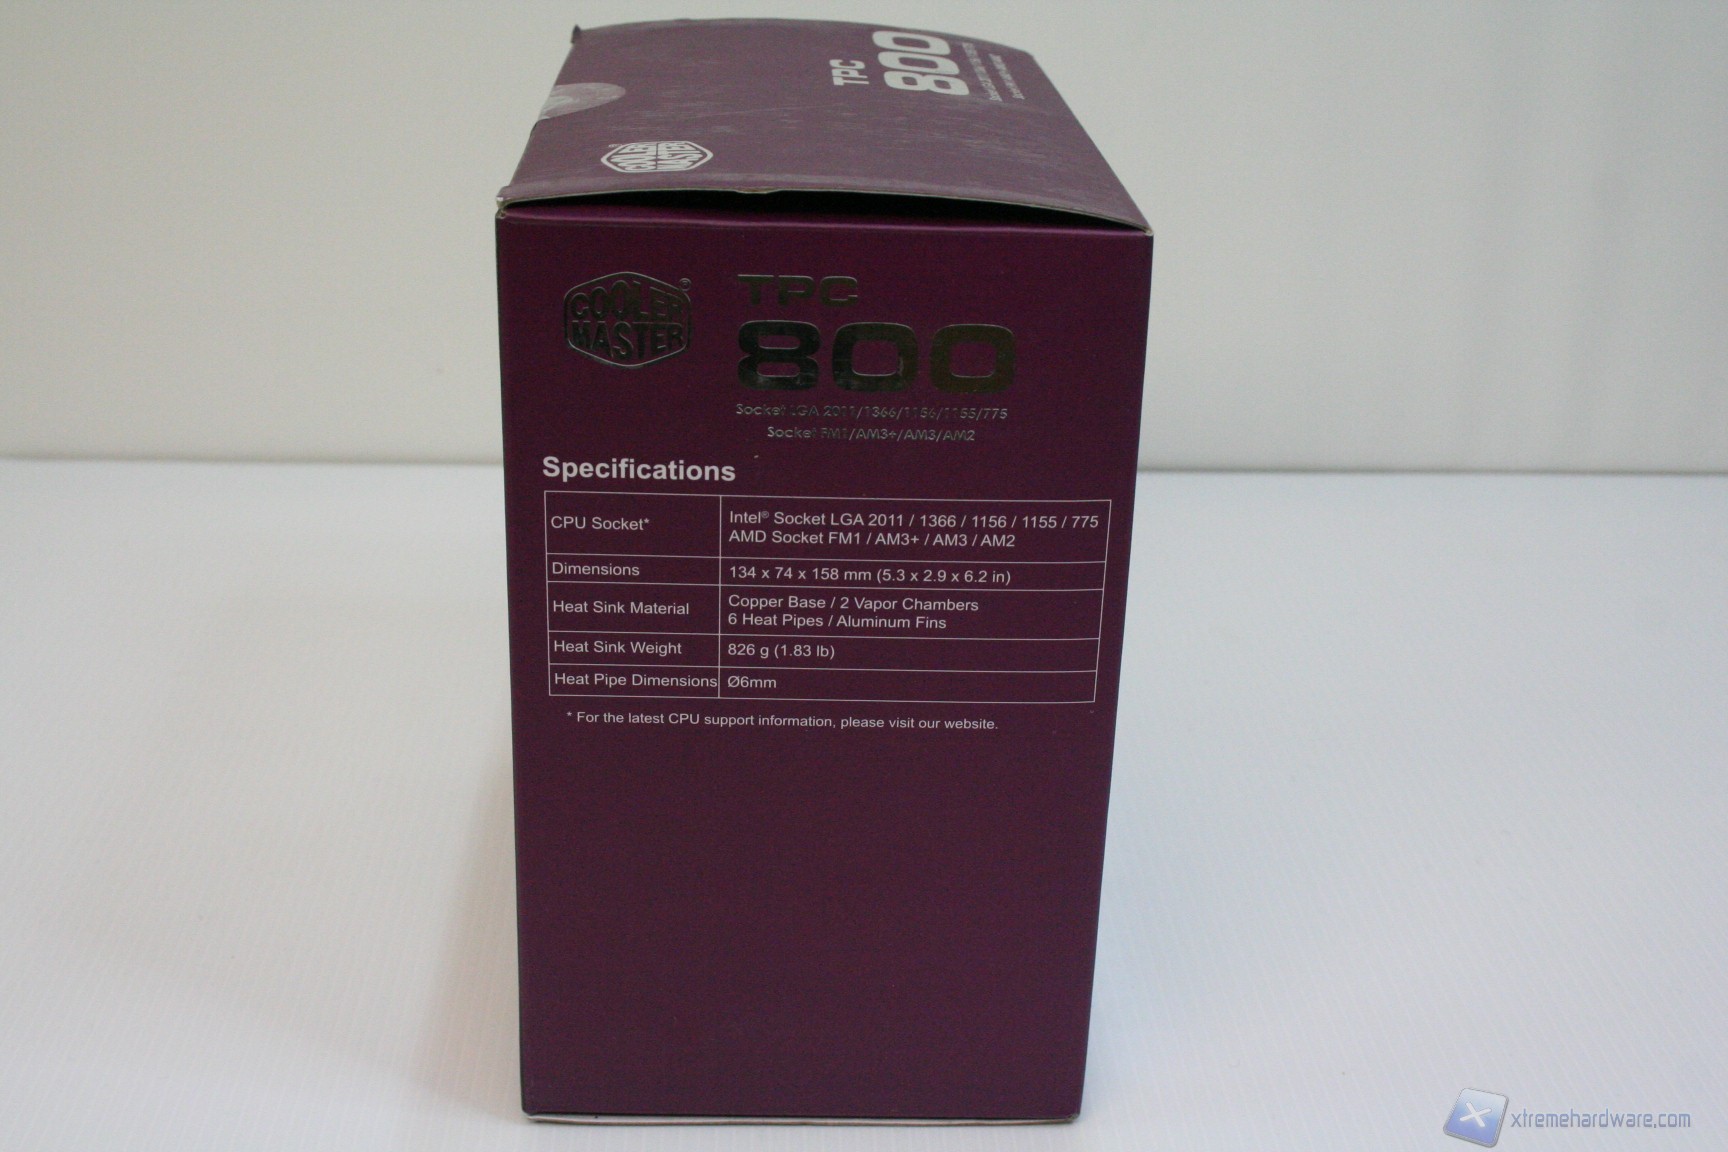 TPC
800
COOLER
MASTER
COOLER
MASTER
TPC
800
Socket LGA 2011/1366/1156/1155/775
Socket FM1/AM3+/AM3/AM2
Specifications
CPU Socket*
Intel® Socket LGA 2011 / 1366 / 1156 / 1155 / 775
AMD Socket FM1 / AM3+ / AM3 / AM2
Dimensions
134 x 74 x 158 mm (5.3 x 2.9 x 6.2 in)
Heat Sink Material
Copper Base / 2 Vapor Chambers
6 Heat Pipes / Aluminum Fins
Heat Sink Weight
826 g (1.83 lb)
Heat Pipe Dimensions
Ø6mm
* For the latest CPU support information, please visit our website.
xtremehardware.com